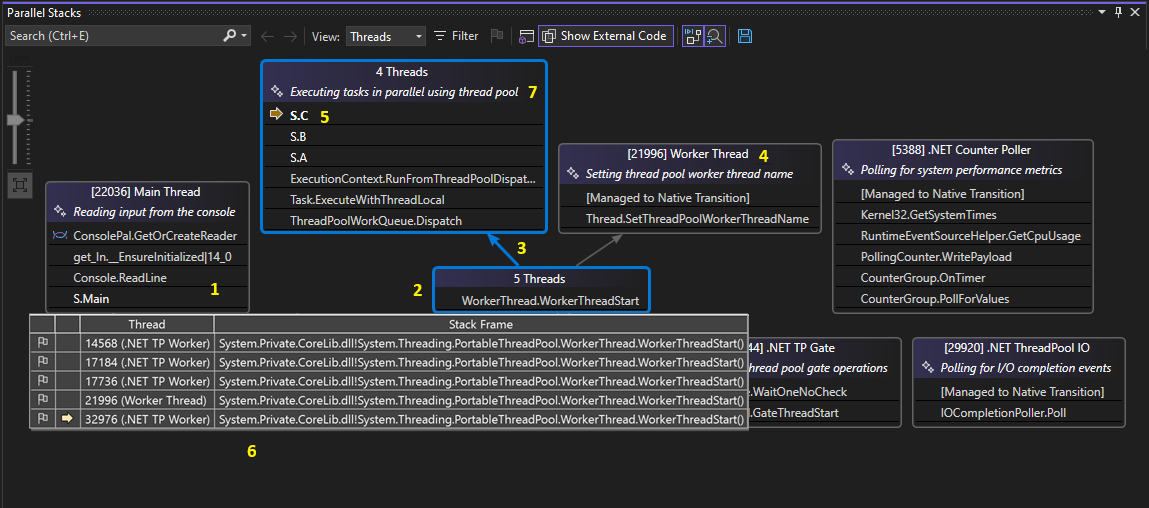 Parallel Stacks
Search (Ctrl+E)
View: Threads
Filter
Show External Code
4 Threads
Executing tasks in parallel using thread pool 7
S.C 5
S.B
S.A
ExecutionContext.RunFromThreadPoolDispat...
Task.ExecuteWithThreadLocal
ThreadPoolWorkQueue.Dispatch
[21996] Worker Thread 4
Setting thread pool worker thread name
[Managed to Native Transition]
Thread.SetThreadPoolWorkerThreadName
[5388] .NET Counter Poller
Polling for system performance metrics
[Managed to Native Transition]
Kernel32.GetSystemTimes
RuntimeEventSourceHelper.GetCpuUsage
PollingCounter.WritePayload
CounterGroup.OnTimer
CounterGroup.PollForValues
[22036] Main Thread
Reading input from the console
ConsolePal.GetOrCreateReader
get_In.__EnsureInitialized|14_0
Console.ReadLine
S.Main
1
3
2
5 Threads
WorkerThread.WorkerThreadStart
Thread Stack Frame
14568 (.NET TP Worker) System.Private.CoreLib.dll!System.Threading.PortableThreadPool.WorkerThread.WorkerThreadStart()
17184 (.NET TP Worker) System.Private.CoreLib.dll!System.Threading.PortableThreadPool.WorkerThread.WorkerThreadStart()
17736 (.NET TP Worker) System.Private.CoreLib.dll!System.Threading.PortableThreadPool.WorkerThread.WorkerThreadStart()
21996 (Worker Thread) System.Private.CoreLib.dll!System.Threading.PortableThreadPool.WorkerThread.WorkerThreadStart()
32976 (.NET TP Worker) System.Private.CoreLib.dll!System.Threading.PortableThreadPool.WorkerThread.WorkerThreadStart()
6
44] .NET TP Gate
hread pool gate operations
.WaitOneNoCheck
.GateThreadStart
[29920] .NET ThreadPool IO
Polling for I/O completion events
[Managed to Native Transition]
IOCompletionPoller.Poll